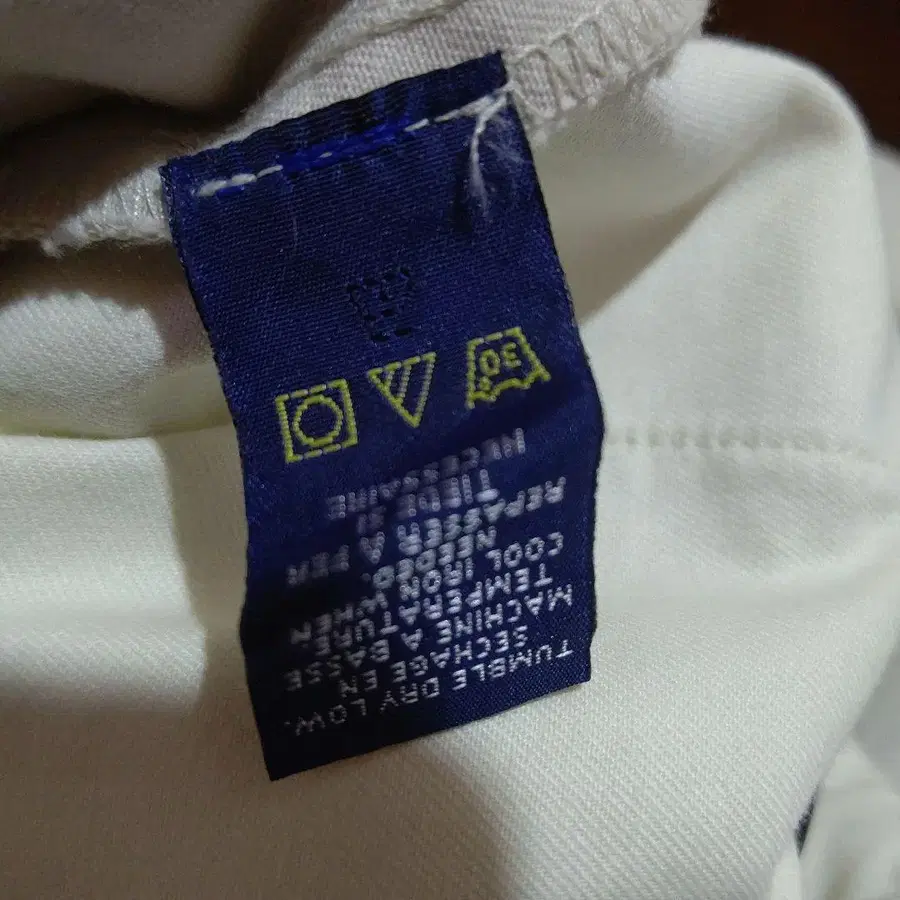 TUMBLE DRY LOW.
SECHAGE EN
MACHINE A BASSE
TEMPERATURE.
COOL IRON WHEN
NEEDED.
REPASSER A FER
TIEDE SI
NECESSAIRE
30°